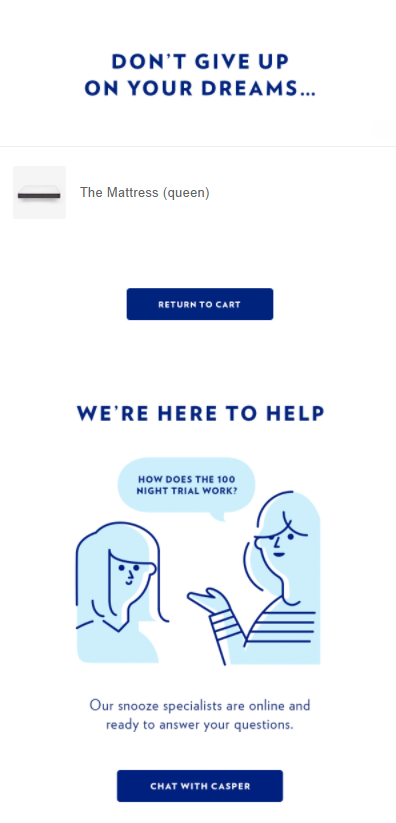 DON'T GIVE UP
ON YOUR DREAMS...
The Mattress (queen)
RETURN TO CART
WE'RE HERE TO HELP
HOW DOES THE 100
NIGHT TRIAL WORK?
Our snooze specialists are online and
ready to answer your questions.
CHAT WITH CASPER